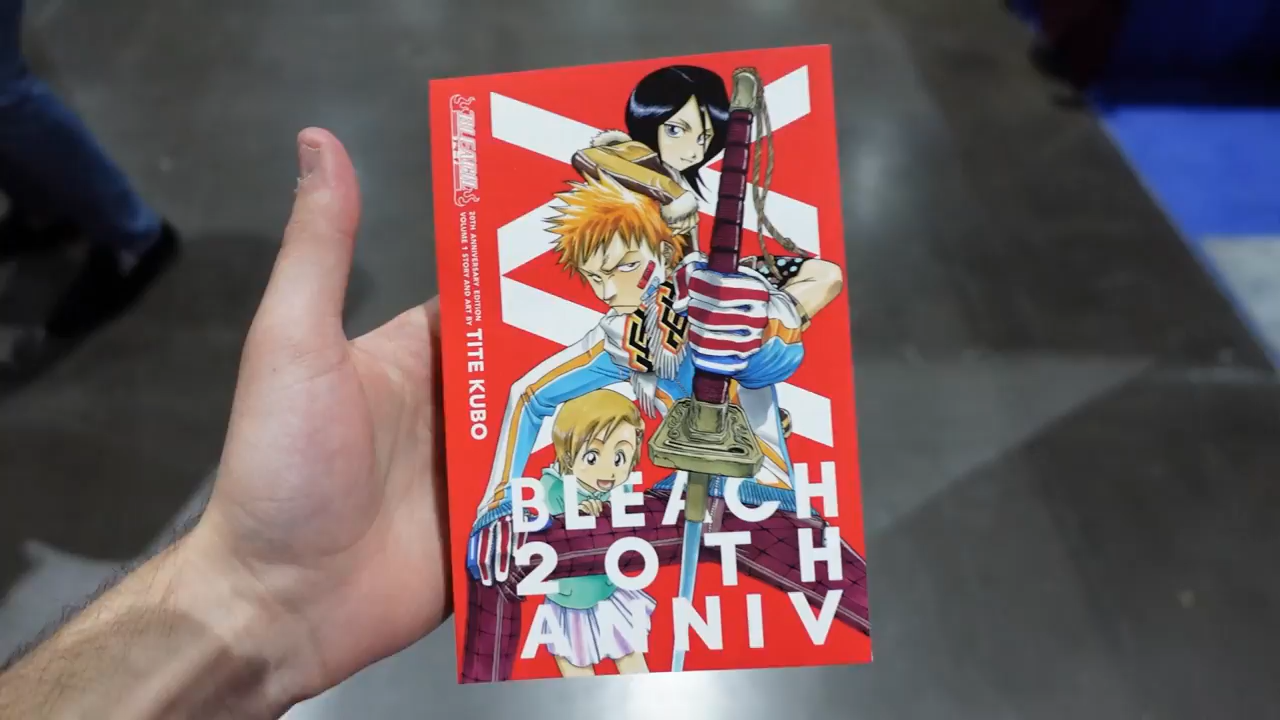 BLEACH
20TH ANNIVERSARY EDITION
VOLUME 1 STORY AND ART BY TITE KUBO
BLEACH
20TH
ANNIV